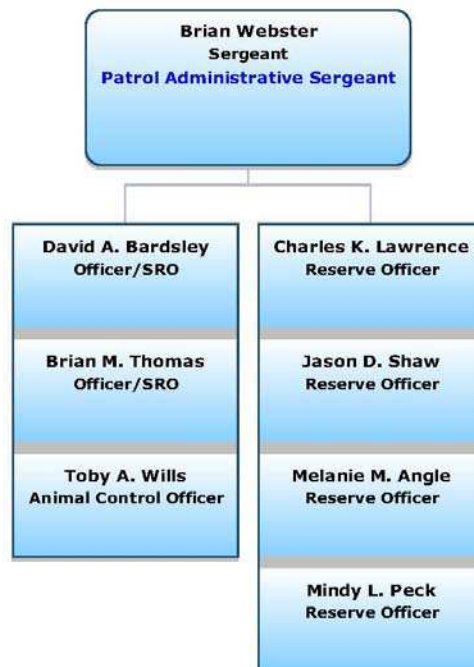 Brian Webster
Sergeant
Patrol Administrative Sergeant
David A. Bardsley
Officer/SRO
Brian M. Thomas
Officer/SRO
Toby A. Wills
Animal Control Officer
Charles K. Lawrence
Reserve Officer
Jason D. Shaw
Reserve Officer
Melanie M. Angle
Reserve Officer
Mindy L. Peck
Reserve Officer